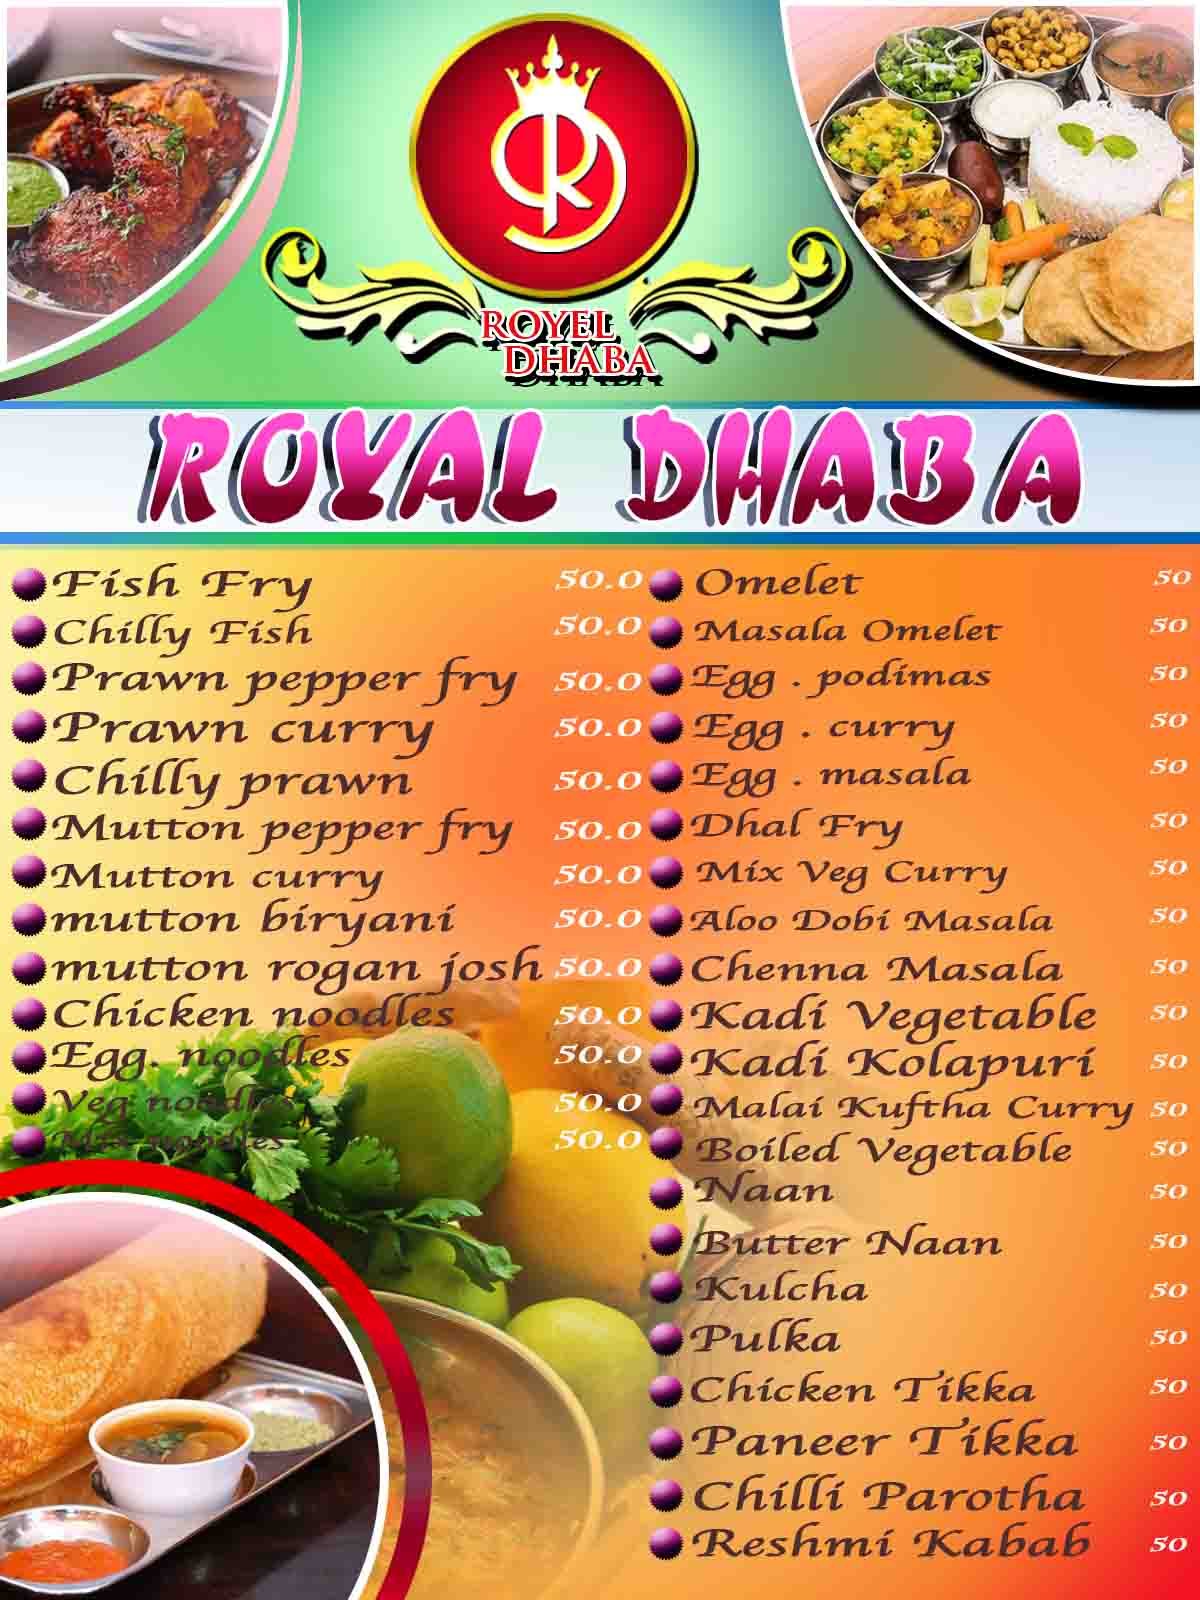 ROYEL
DHABA
ROYAL DHABA
Fish Fry 50.0
Chilly Fish 50.0
Prawn pepper fry 50.0
Prawn curry 50.0
Chilly prawn 50.0
Mutton pepper fry 50.0
Mutton curry 50.0
mutton biryani 50.0
mutton rogan josh 50.0
Chicken noodles 50.0
Egg. noodles 50.0
Veg noodles 50.0
Mix noodles 50.0
Omelet 50
Masala Omelet 50
Egg . podimas 50
Egg . curry 50
Egg . masala 50
Dhal Fry 50
Mix Veg Curry 50
Aloo Dobi Masala 50
Chenna Masala 50
Kadi Vegetable 50
Kadi Kolapuri 50
Malai Kuftha Curry 50
Boiled Vegetable 50
Naan 50
Butter Naan 50
Kulcha 50
Pulka 50
Chicken Tikka 50
Paneer Tikka 50
Chilli Parotha 50
Reshmi Kabab 50